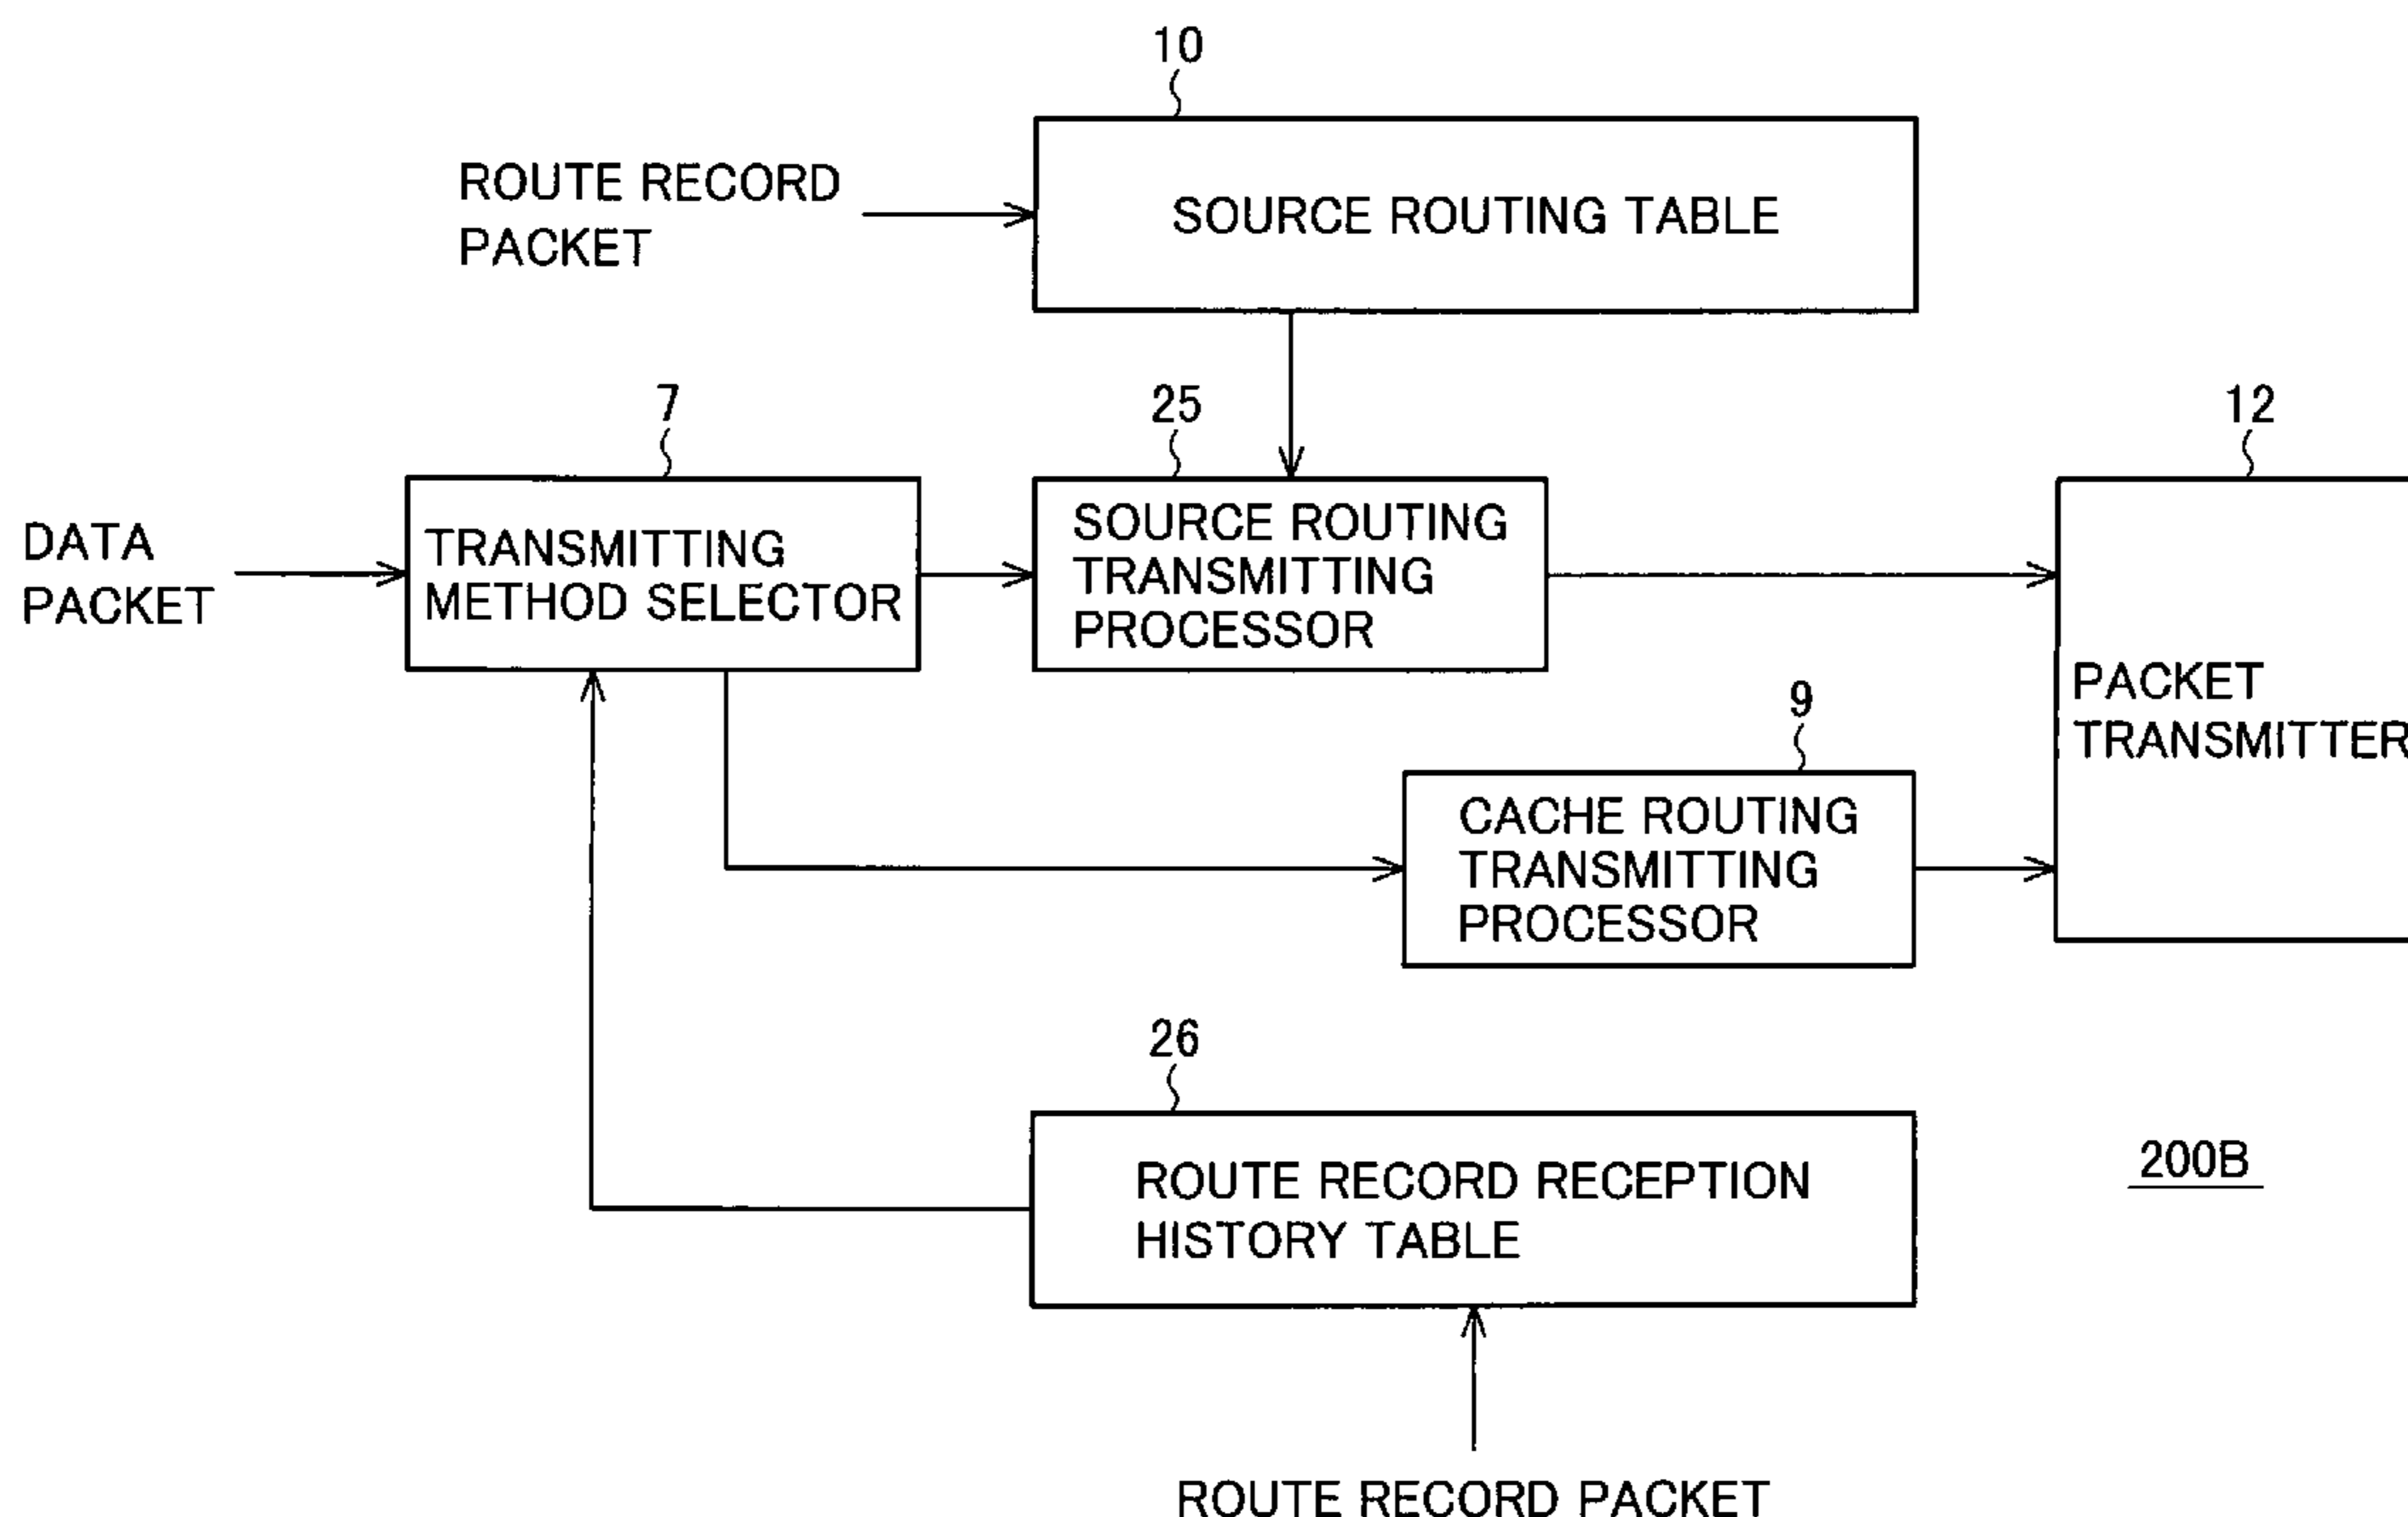 10
ROUTE RECORD
PACKET
SOURCE ROUTING TABLE
7
25
12
DATA
PACKET
TRANSMITTING
METHOD SELECTOR
SOURCE ROUTING
TRANSMITTING
PROCESSOR
PACKET
TRANSMITTER
9
CACHE ROUTING
TRANSMITTING
PROCESSOR
26
ROUTE RECORD RECEPTION
HISTORY TABLE
200B
ROUTE RECORD PACKET